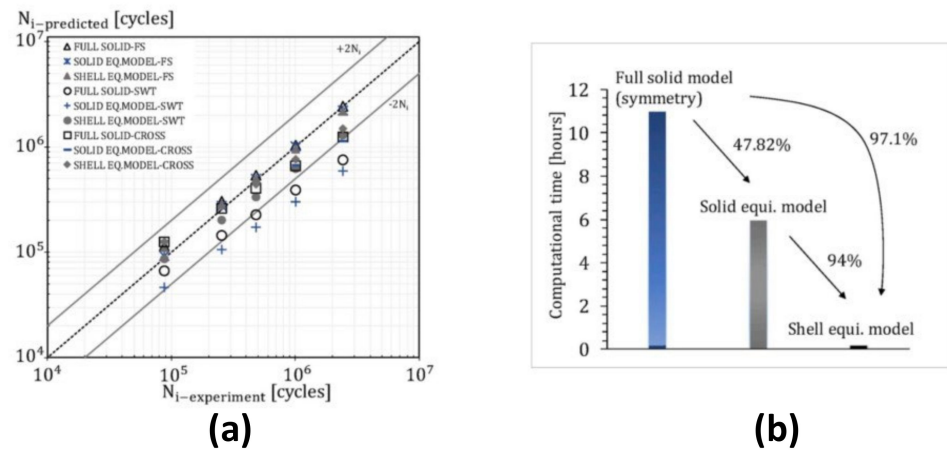 N_{i−predicted} [cycles]
10^7
10^6
10^5
10^4
+2N_i
-2N_i
FULL SOLID-FS
SOLID EQ.MODEL-FS
SHELL EQ.MODEL-FS
FULL SOLID-SWT
SOLID EQ.MODEL-SWT
SHELL EQ.MODEL-SWT
FULL SOLID-CROSS
SOLID EQ.MODEL-CROSS
SHELL EQ.MODEL-CROSS
10^4 10^5 10^6 10^7
N_{i−experiment} [cycles]
(a)
Computational time [hours]
12
10
8
6
4
2
0
Full solid model
(symmetry)
47.82%
97.1%
Solid equi. model
94%
Shell equi. model
(b)